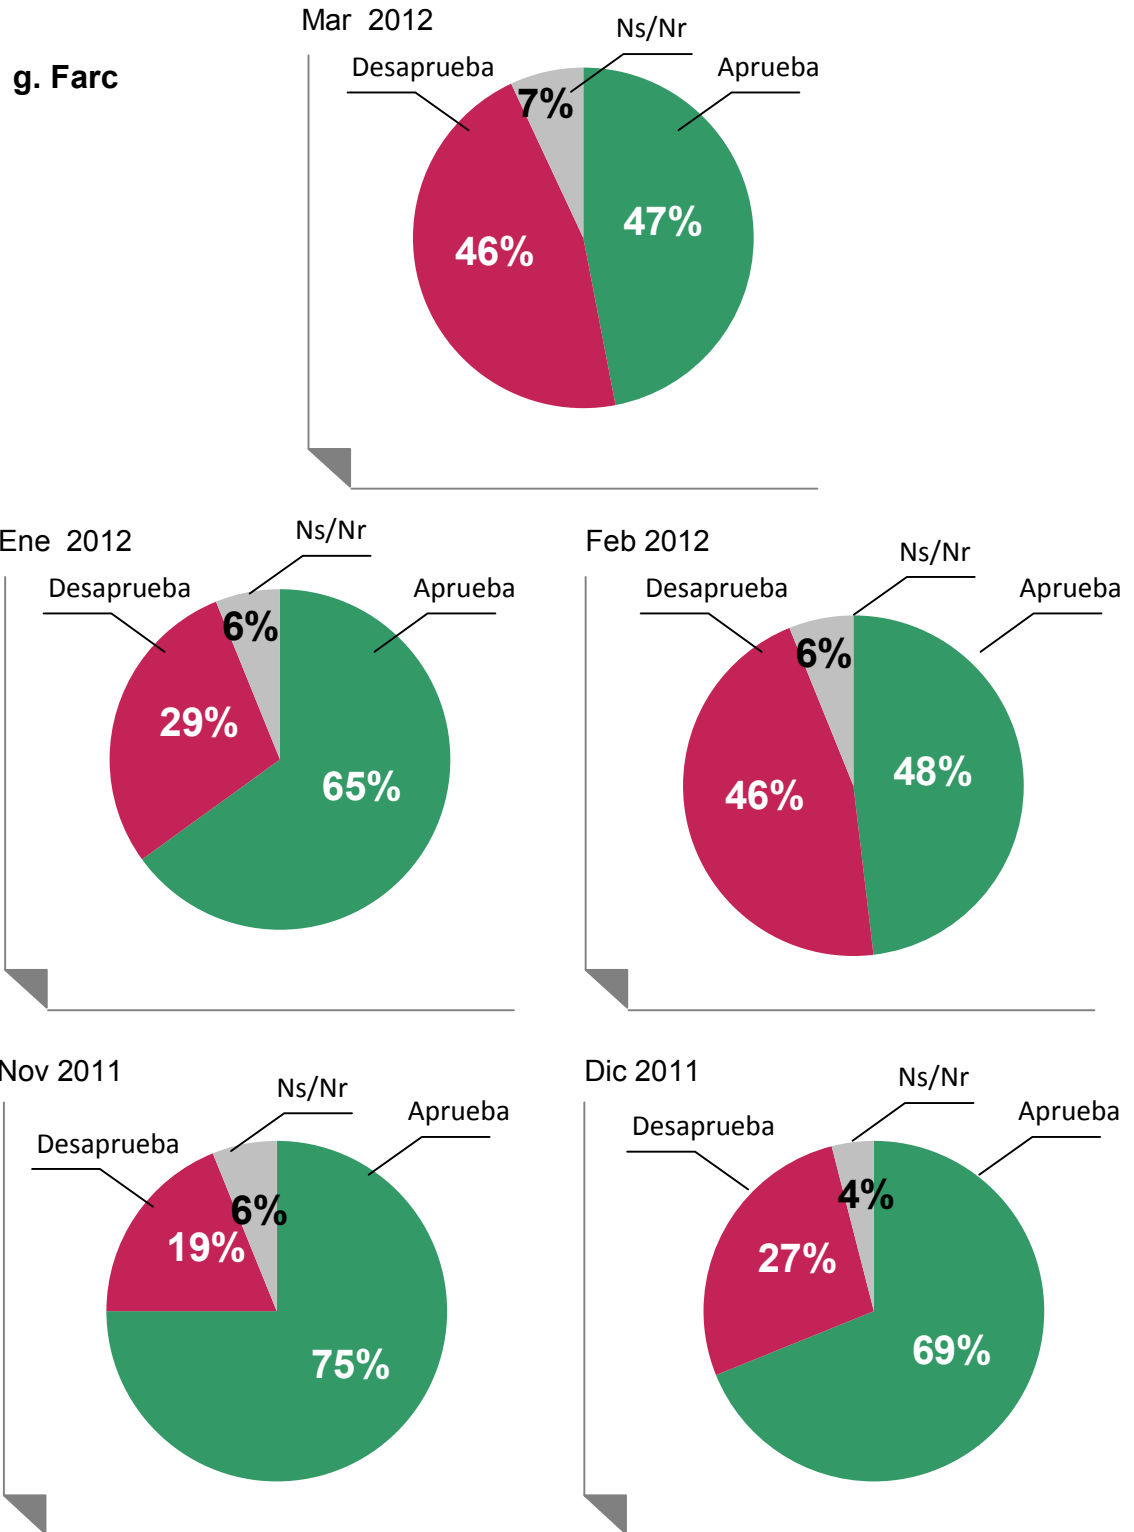 Mar  2012
g. Farc
Desaprueba
Ns/Nr
Aprueba
7%
46%
47%
Ene  2012
Desaprueba
Ns/Nr
Aprueba
6%
29%
65%
Feb 2012
Desaprueba
Ns/Nr
Aprueba
6%
46%
48%
Nov 2011
Desaprueba
Ns/Nr
Aprueba
6%
19%
75%
Dic 2011
Desaprueba
Ns/Nr
Aprueba
4%
27%
69%